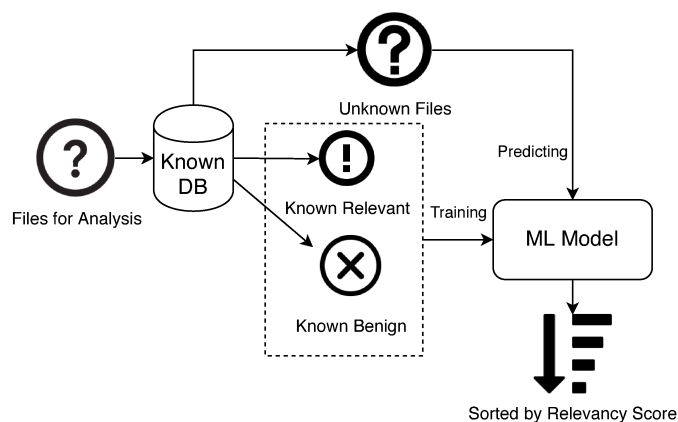 Unknown Files
Files for Analysis
Known
DB
Known Relevant
Known Benign
Training
Predicting
ML Model
Sorted by Relevancy Score